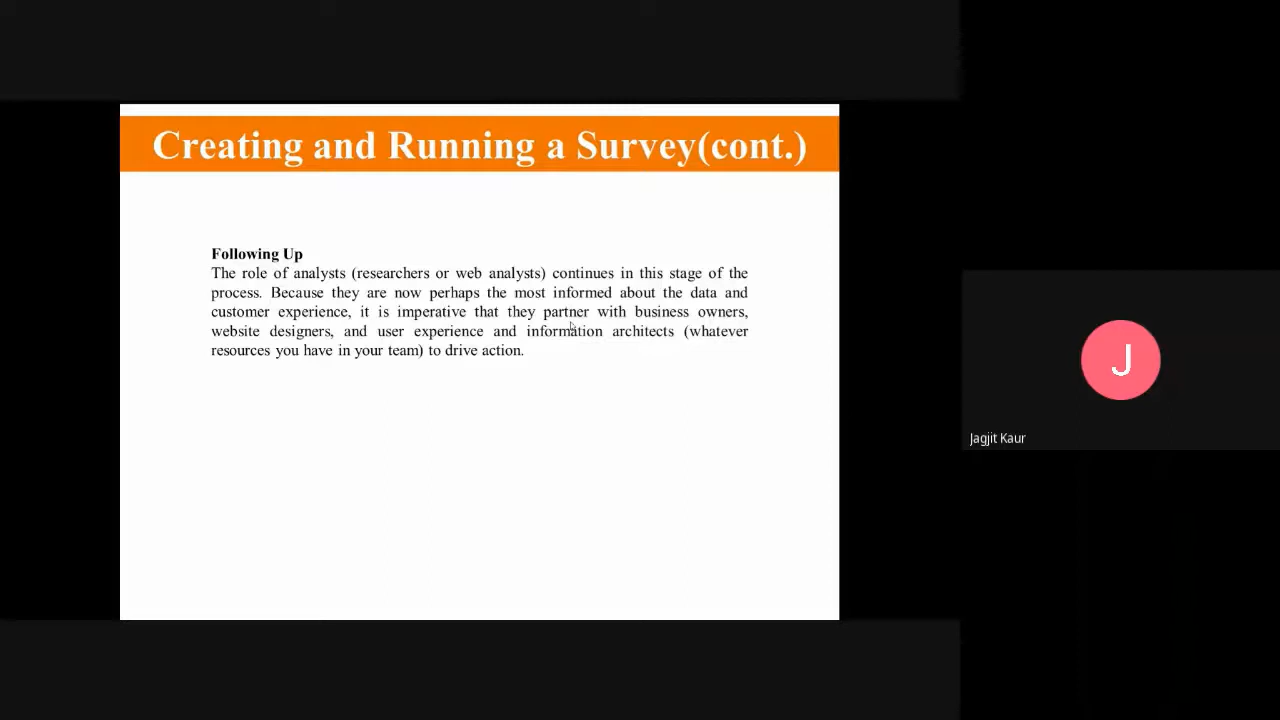 Creating and Running a Survey(cont.)
Following Up
The role of analysts (researchers or web analysts) continues in this stage of the
process. Because they are now perhaps the most informed about the data and
customer experience, it is imperative that they partner with business owners,
website designers, and user experience and information architects (whatever
resources you have in your team) to drive action.
J
Jagjit Kaur